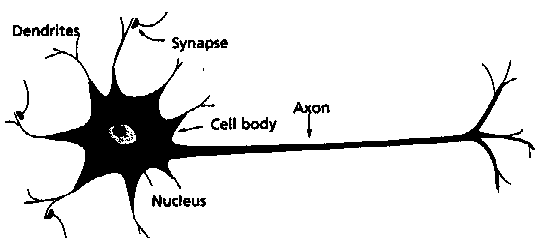 Dendrites
Synapse
Cell body
Axon
Nucleus